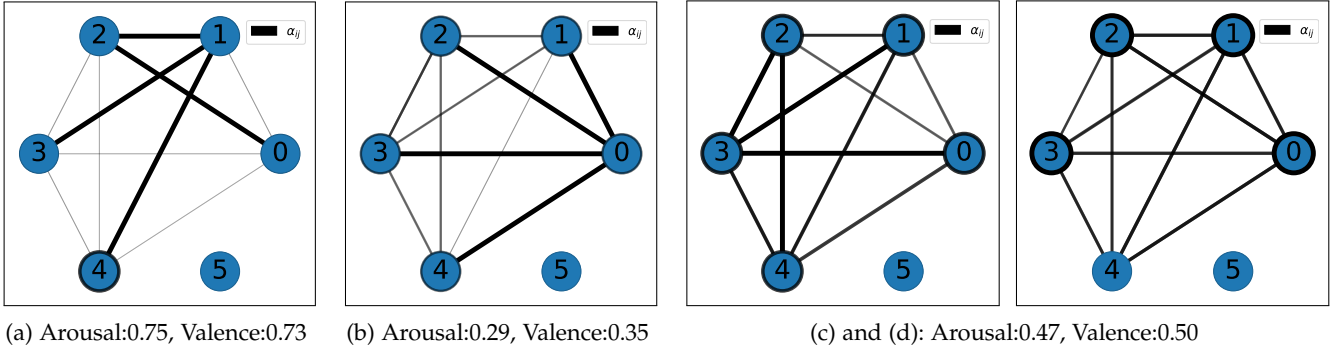 2 1 α_ij
3 0
4 5
2 1 α_ij
3 0
4 5
2 1 α_ij
3 0
4 5
2 1 α_ij
3 0
4 5
(a) Arousal:0.75, Valence:0.73
(b) Arousal:0.29, Valence:0.35
(c) and (d): Arousal:0.47, Valence:0.50